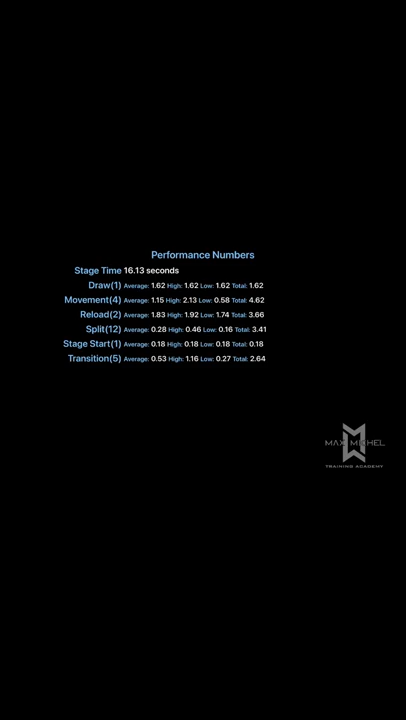 Performance Numbers
Stage Time 16.13 seconds
Draw(1) Average: 1.62 High: 1.62 Low: 1.62 Total: 1.62
Movement(4) Average: 1.15 High: 2.13 Low: 0.58 Total: 4.62
Reload(2) Average: 1.83 High: 1.92 Low: 1.74 Total: 3.66
Split(12) Average: 0.28 High: 0.46 Low: 0.16 Total: 3.41
Stage Start(1) Average: 0.18 High: 0.18 Low: 0.18 Total: 0.18
Transition(5) Average: 0.53 High: 1.16 Low: 0.27 Total: 2.64
MAX MICHEL
TRAINING ACADEMY